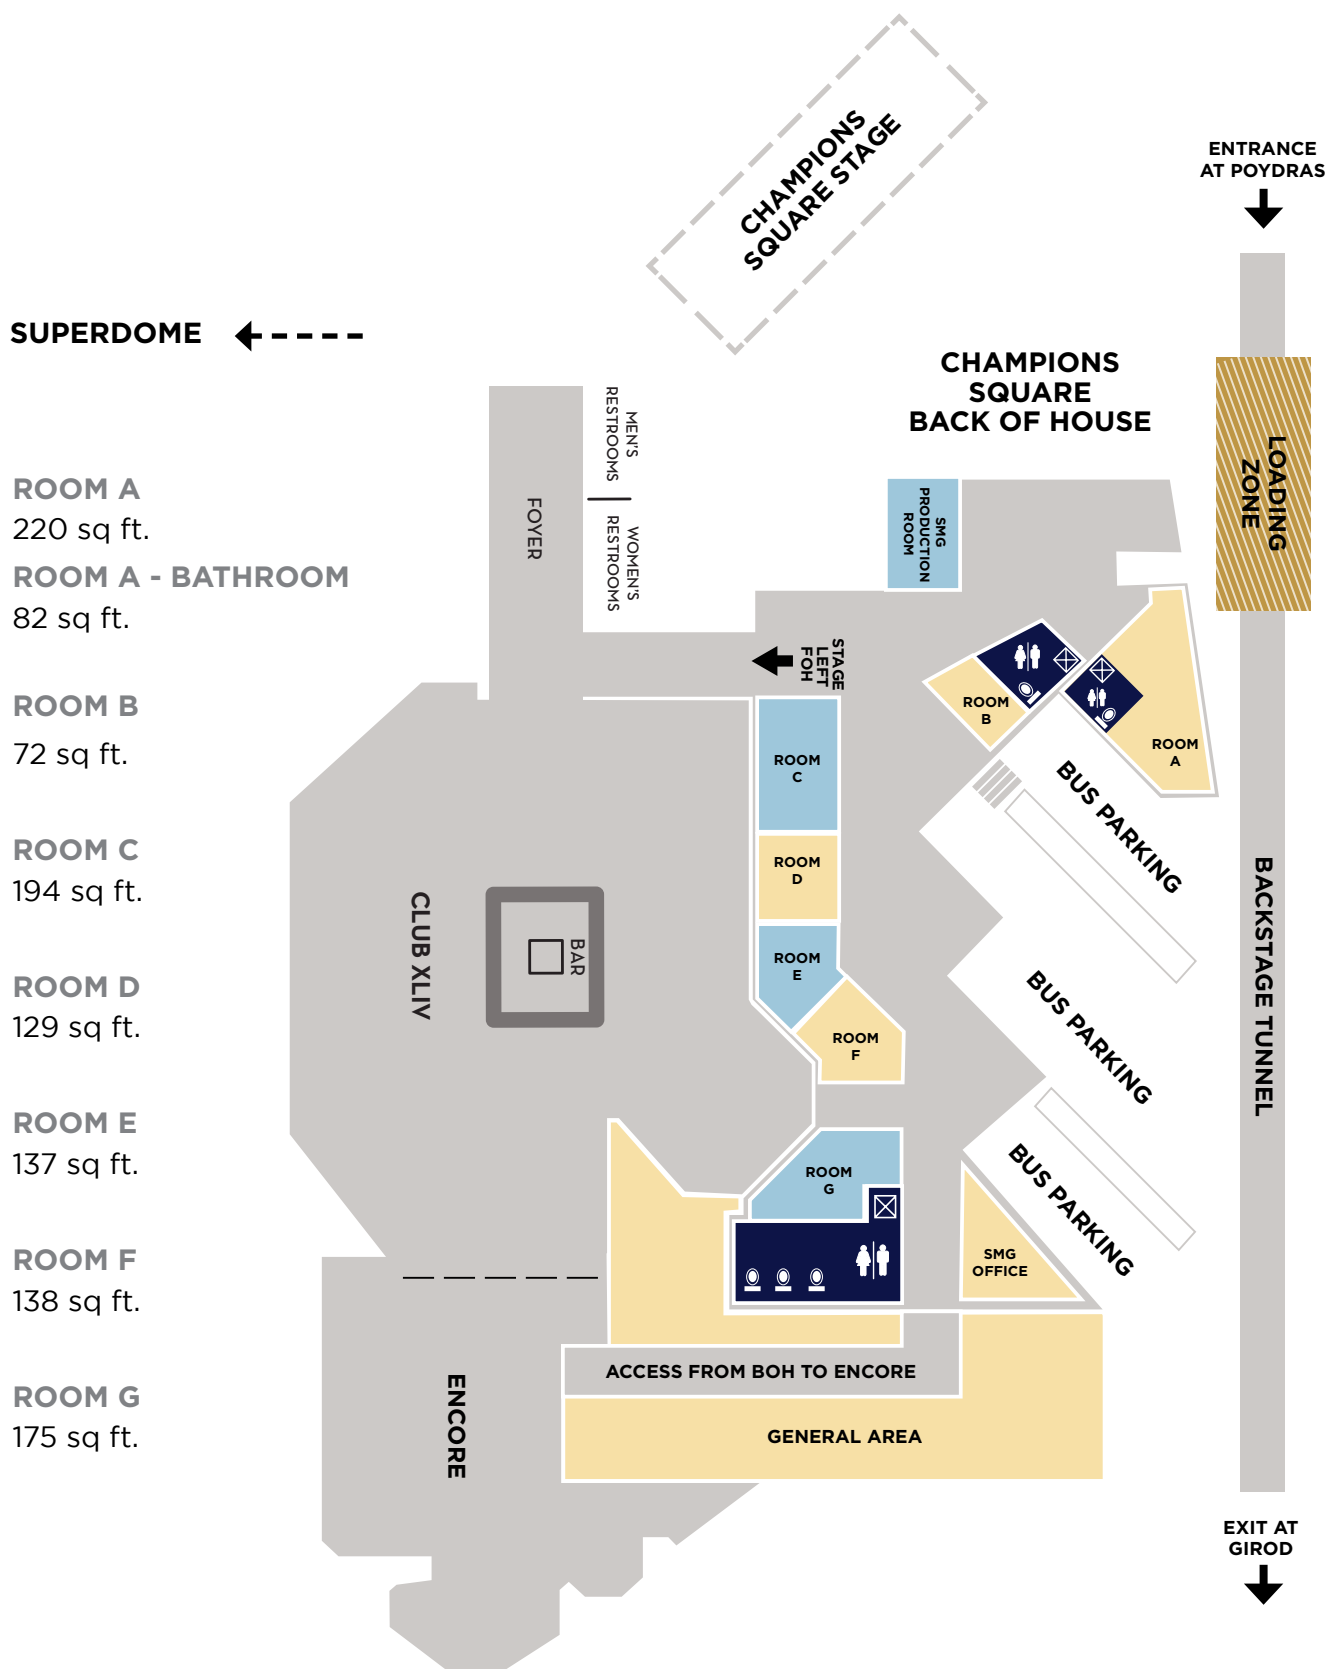 CHAMPIONS
SQUARE STAGE
ENTRANCE
AT POYDRAS
SUPERDOME
CHAMPIONS
SQUARE
BACK OF HOUSE
MEN'S
RESTROOMS
WOMEN'S
RESTROOMS
FOYER
LOADING
ZONE
SMG
PRODUCTION
ROOM
ROOM A
220 sq ft.
ROOM A - BATHROOM
82 sq ft.
ROOM B
72 sq ft.
ROOM C
194 sq ft.
ROOM D
129 sq ft.
ROOM E
137 sq ft.
ROOM F
138 sq ft.
ROOM G
175 sq ft.
STAGE
LEFT
FOH
ROOM
B
ROOM
A
ROOM
C
BUS PARKING
ROOM
D
CLUB XLIV
BAR
ROOM
E
BACKSTAGE TUNNEL
ROOM
F
BUS PARKING
ROOM
G
BUS PARKING
SMG
OFFICE
ACCESS FROM BOH TO ENCORE
ENCORE
GENERAL AREA
EXIT AT
GIROD